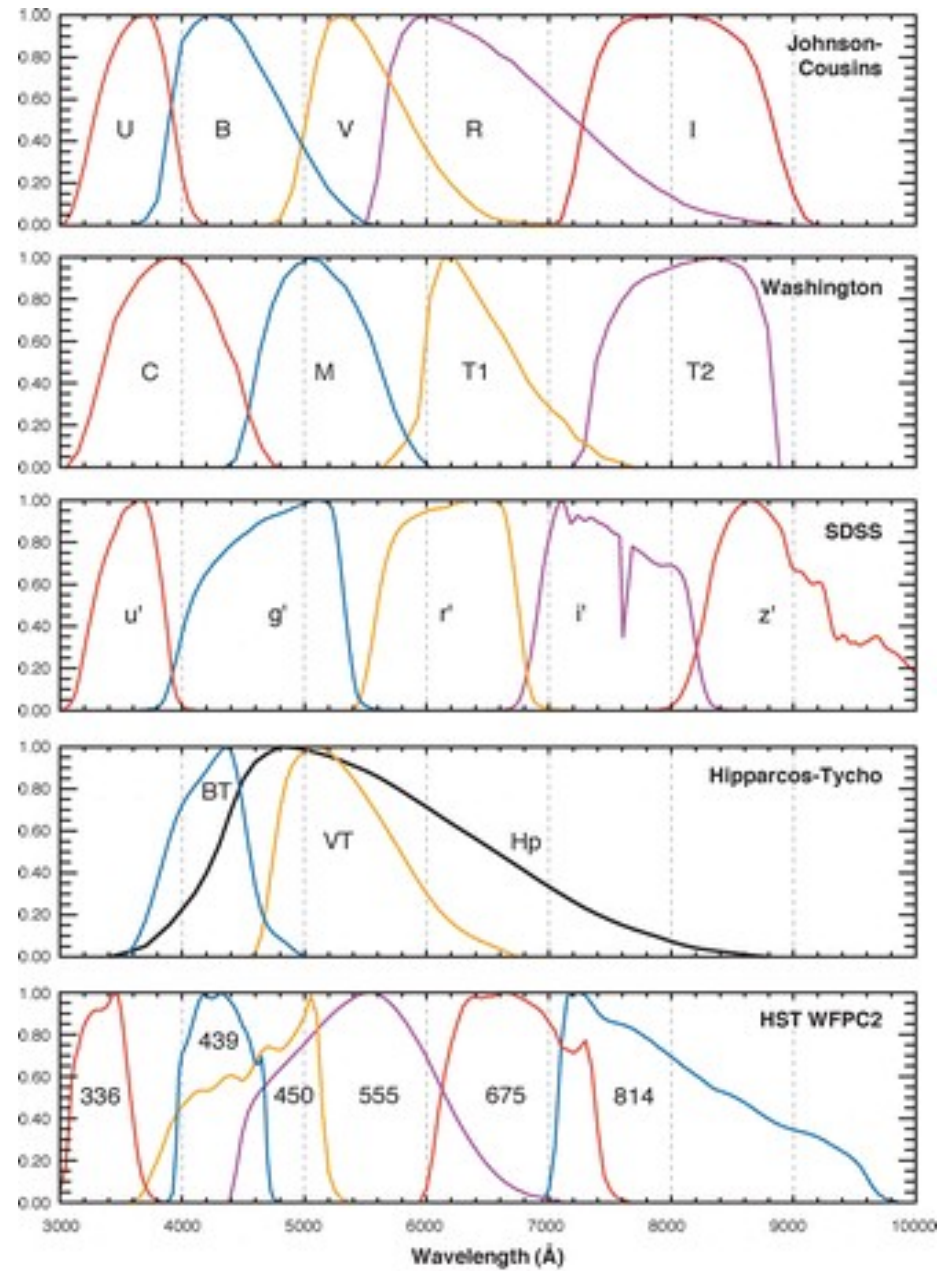 1.00
0.80
0.60
0.40
0.20
0.00
Johnson-
Cousins
U B V R I
1.00
0.80
0.60
0.40
0.20
0.00
Washington
C M T1 T2
1.00
0.80
0.60
0.40
0.20
0.00
SDSS
u' g' r' i' z'
1.00
0.80
0.60
0.40
0.20
0.00
Hipparcos-Tycho
BT VT Hp
1.00
0.80
0.60
0.40
0.20
0.00
HST WFPC2
336 439 450 555 675 814
3000 4000 5000 6000 7000 8000 9000 10000
Wavelength (Å)